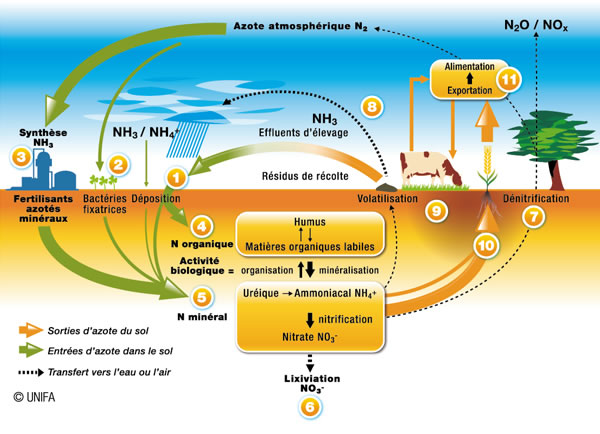 Azote atmosphérique N₂
N₂O / NOₓ
Alimentation
11
Exportation
Synthèse
NH₃
3
NH₃ / NH₄⁺
2
8
NH₃
Effluents d'élevage
1
Résidus de récolte
Fertilisants
azotés
minéraux
Bactéries
fixatrices
Déposition
Volatilisation
9
Dénitrification
7
4
N organique
Humus
Matières organiques labiles
10
Activité
biologique = organisation minéralisation
5
N minéral
Uréique → Ammoniacal NH₄⁺
nitrification
Nitrate NO₃⁻
Sorties d'azote du sol
Entrées d'azote dans le sol
Transfert vers l'eau ou l'air
Lixiviation
NO₃⁻
6
© UNIFA